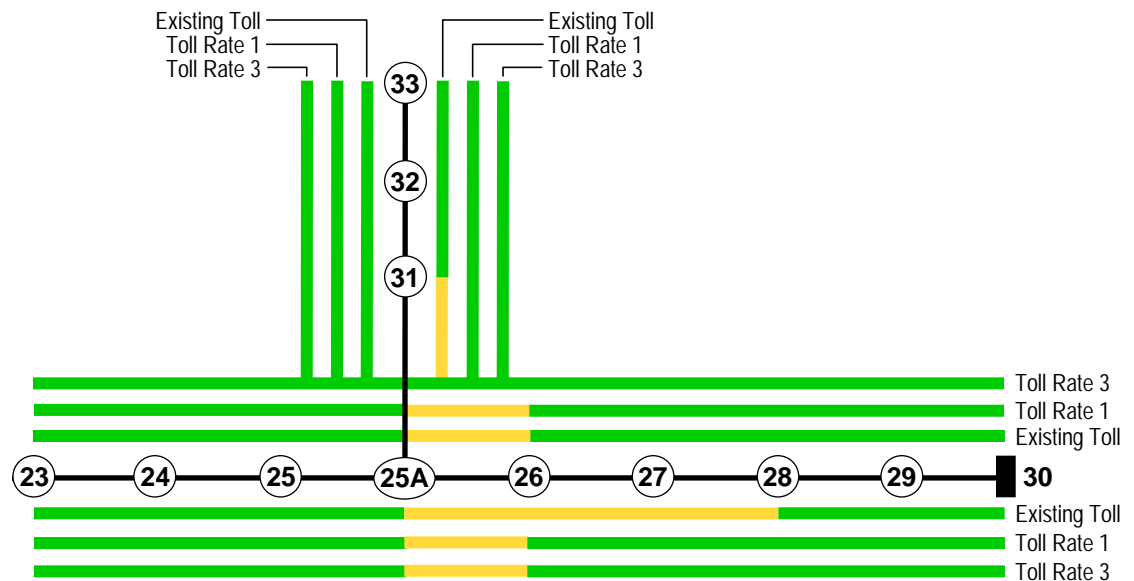 Existing Toll
Toll Rate 1
Toll Rate 3
Existing Toll
Toll Rate 1
Toll Rate 3
33
32
31
Toll Rate 3
Toll Rate 1
Existing Toll
23 24 25 25A 26 27 28 29 30
Existing Toll
Toll Rate 1
Toll Rate 3